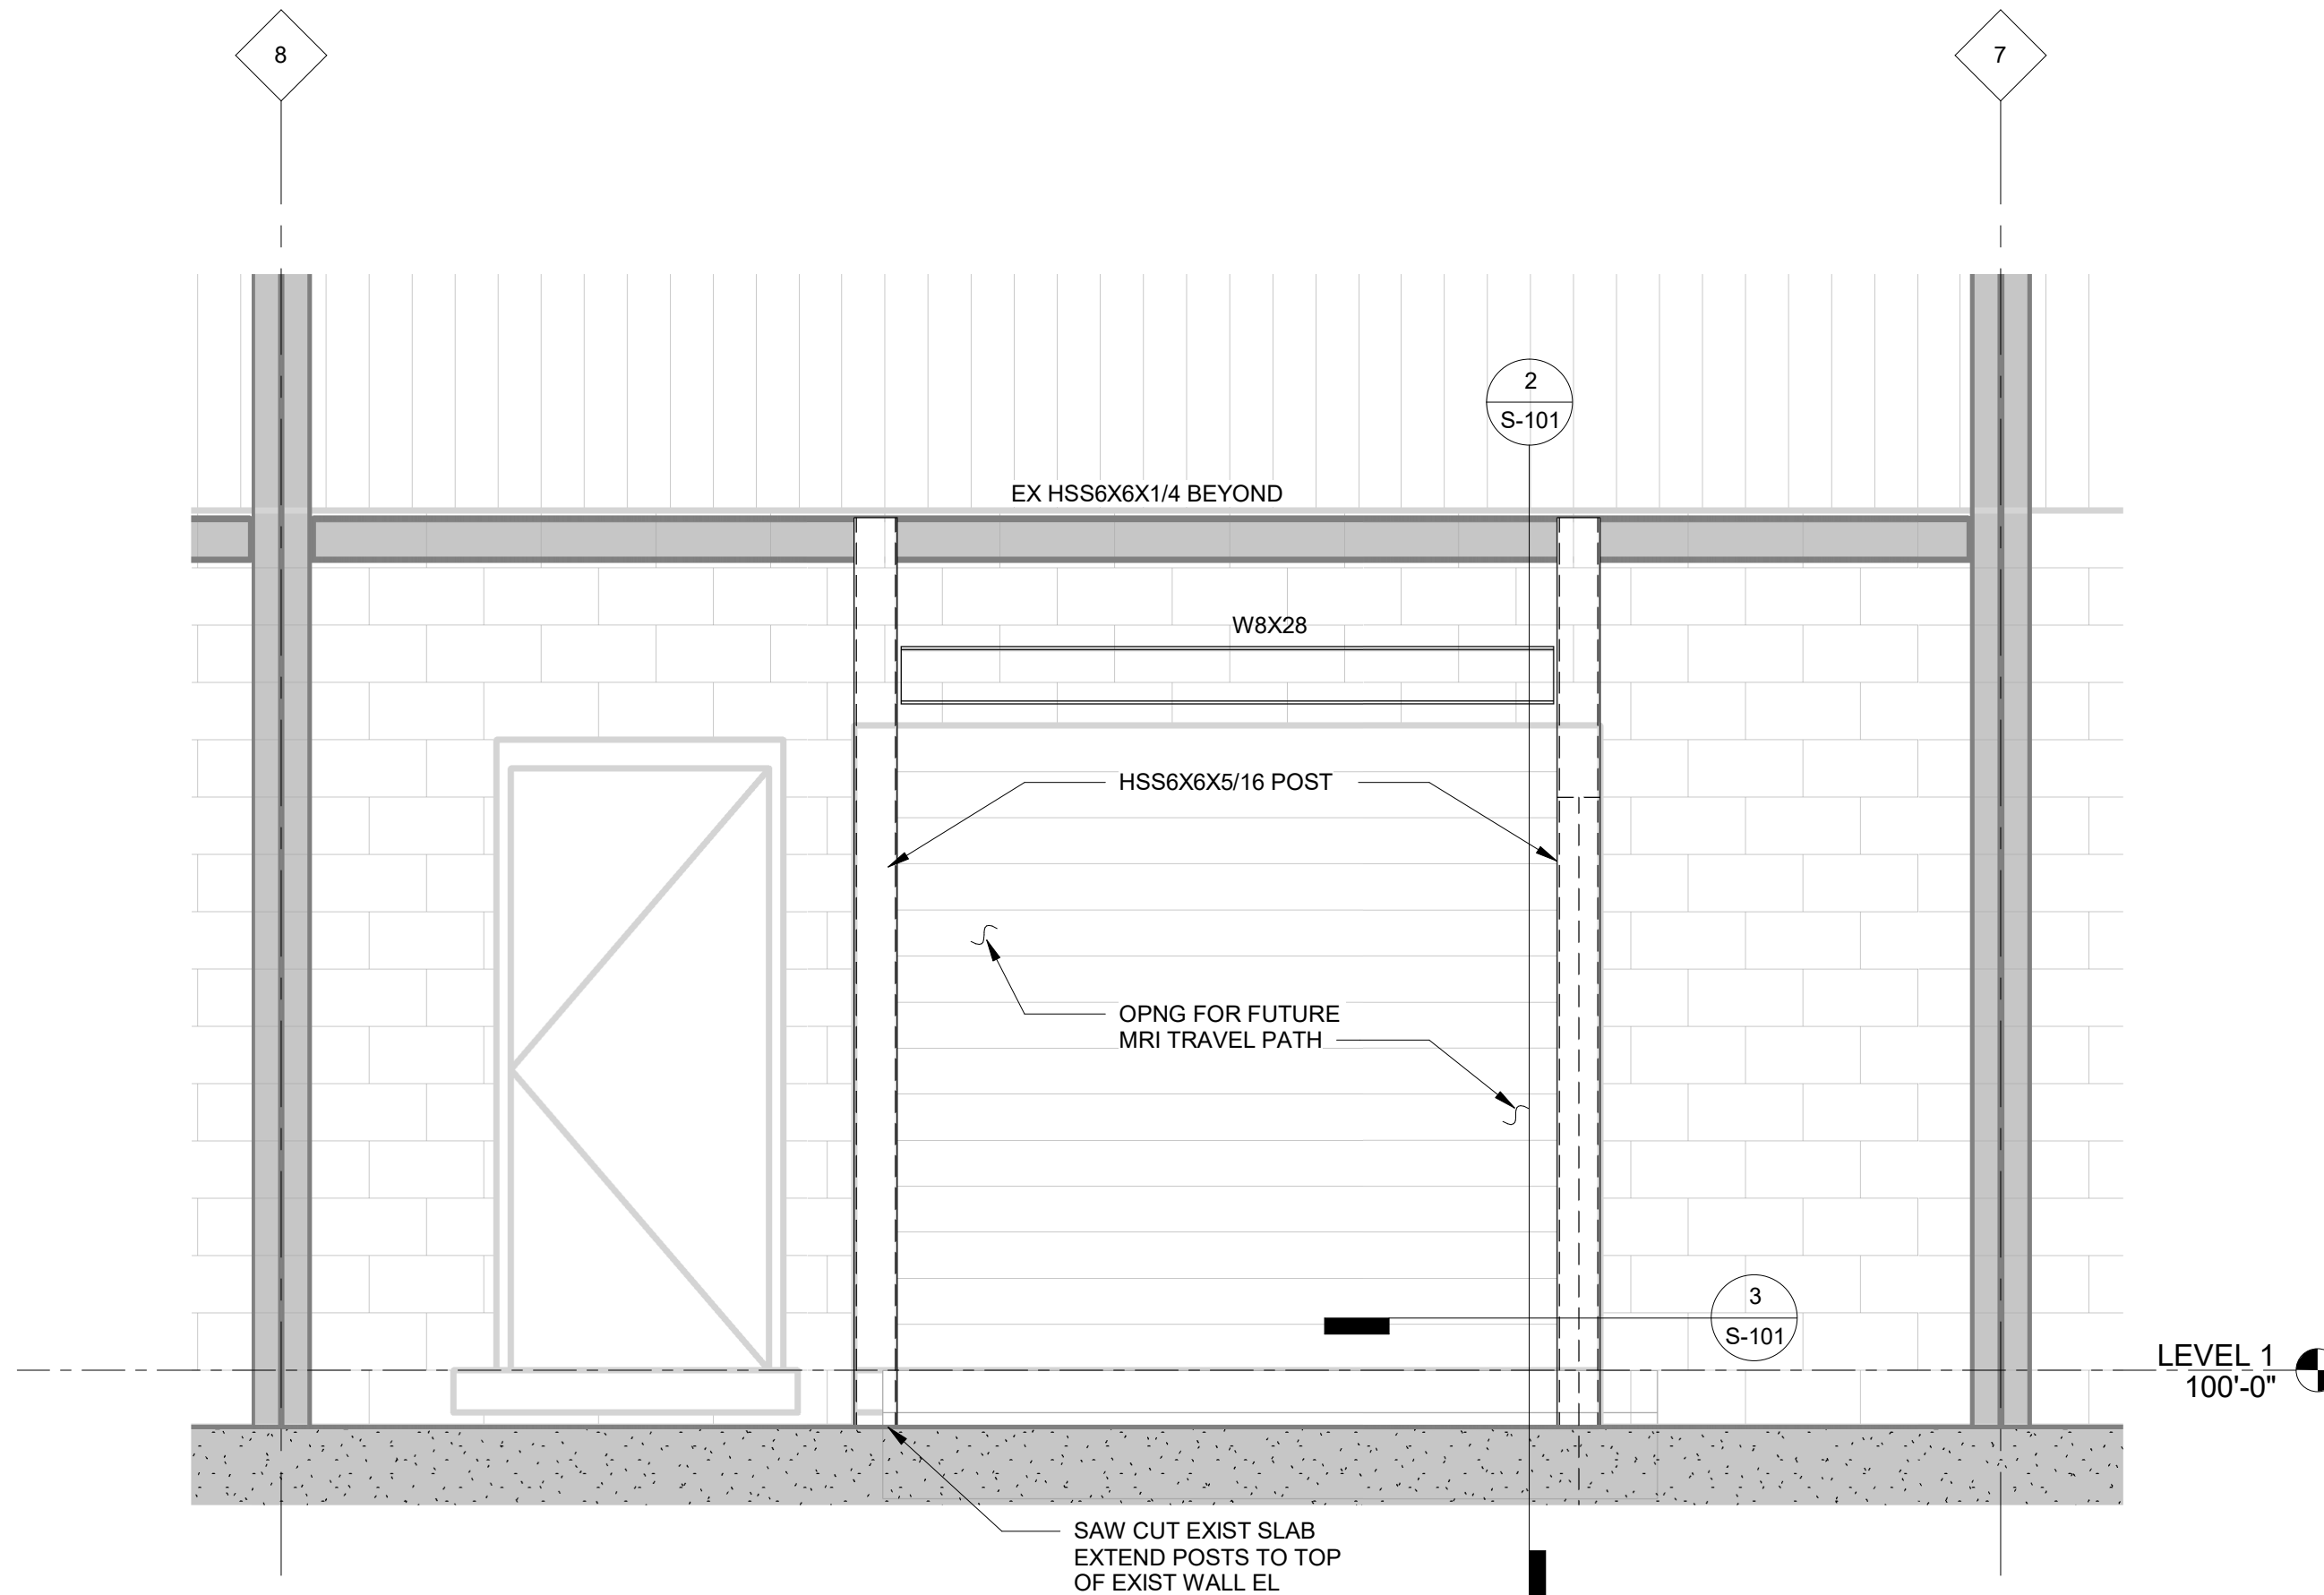 8
7
2
S-101
EX HSS6X6X1/4 BEYOND
W8X28
HSS6X6X5/16 POST
OPNG FOR FUTURE
MRI TRAVEL PATH
3
S-101
LEVEL 1
100'-0"
SAW CUT EXIST SLAB
EXTEND POSTS TO TOP
OF EXIST WALL EL